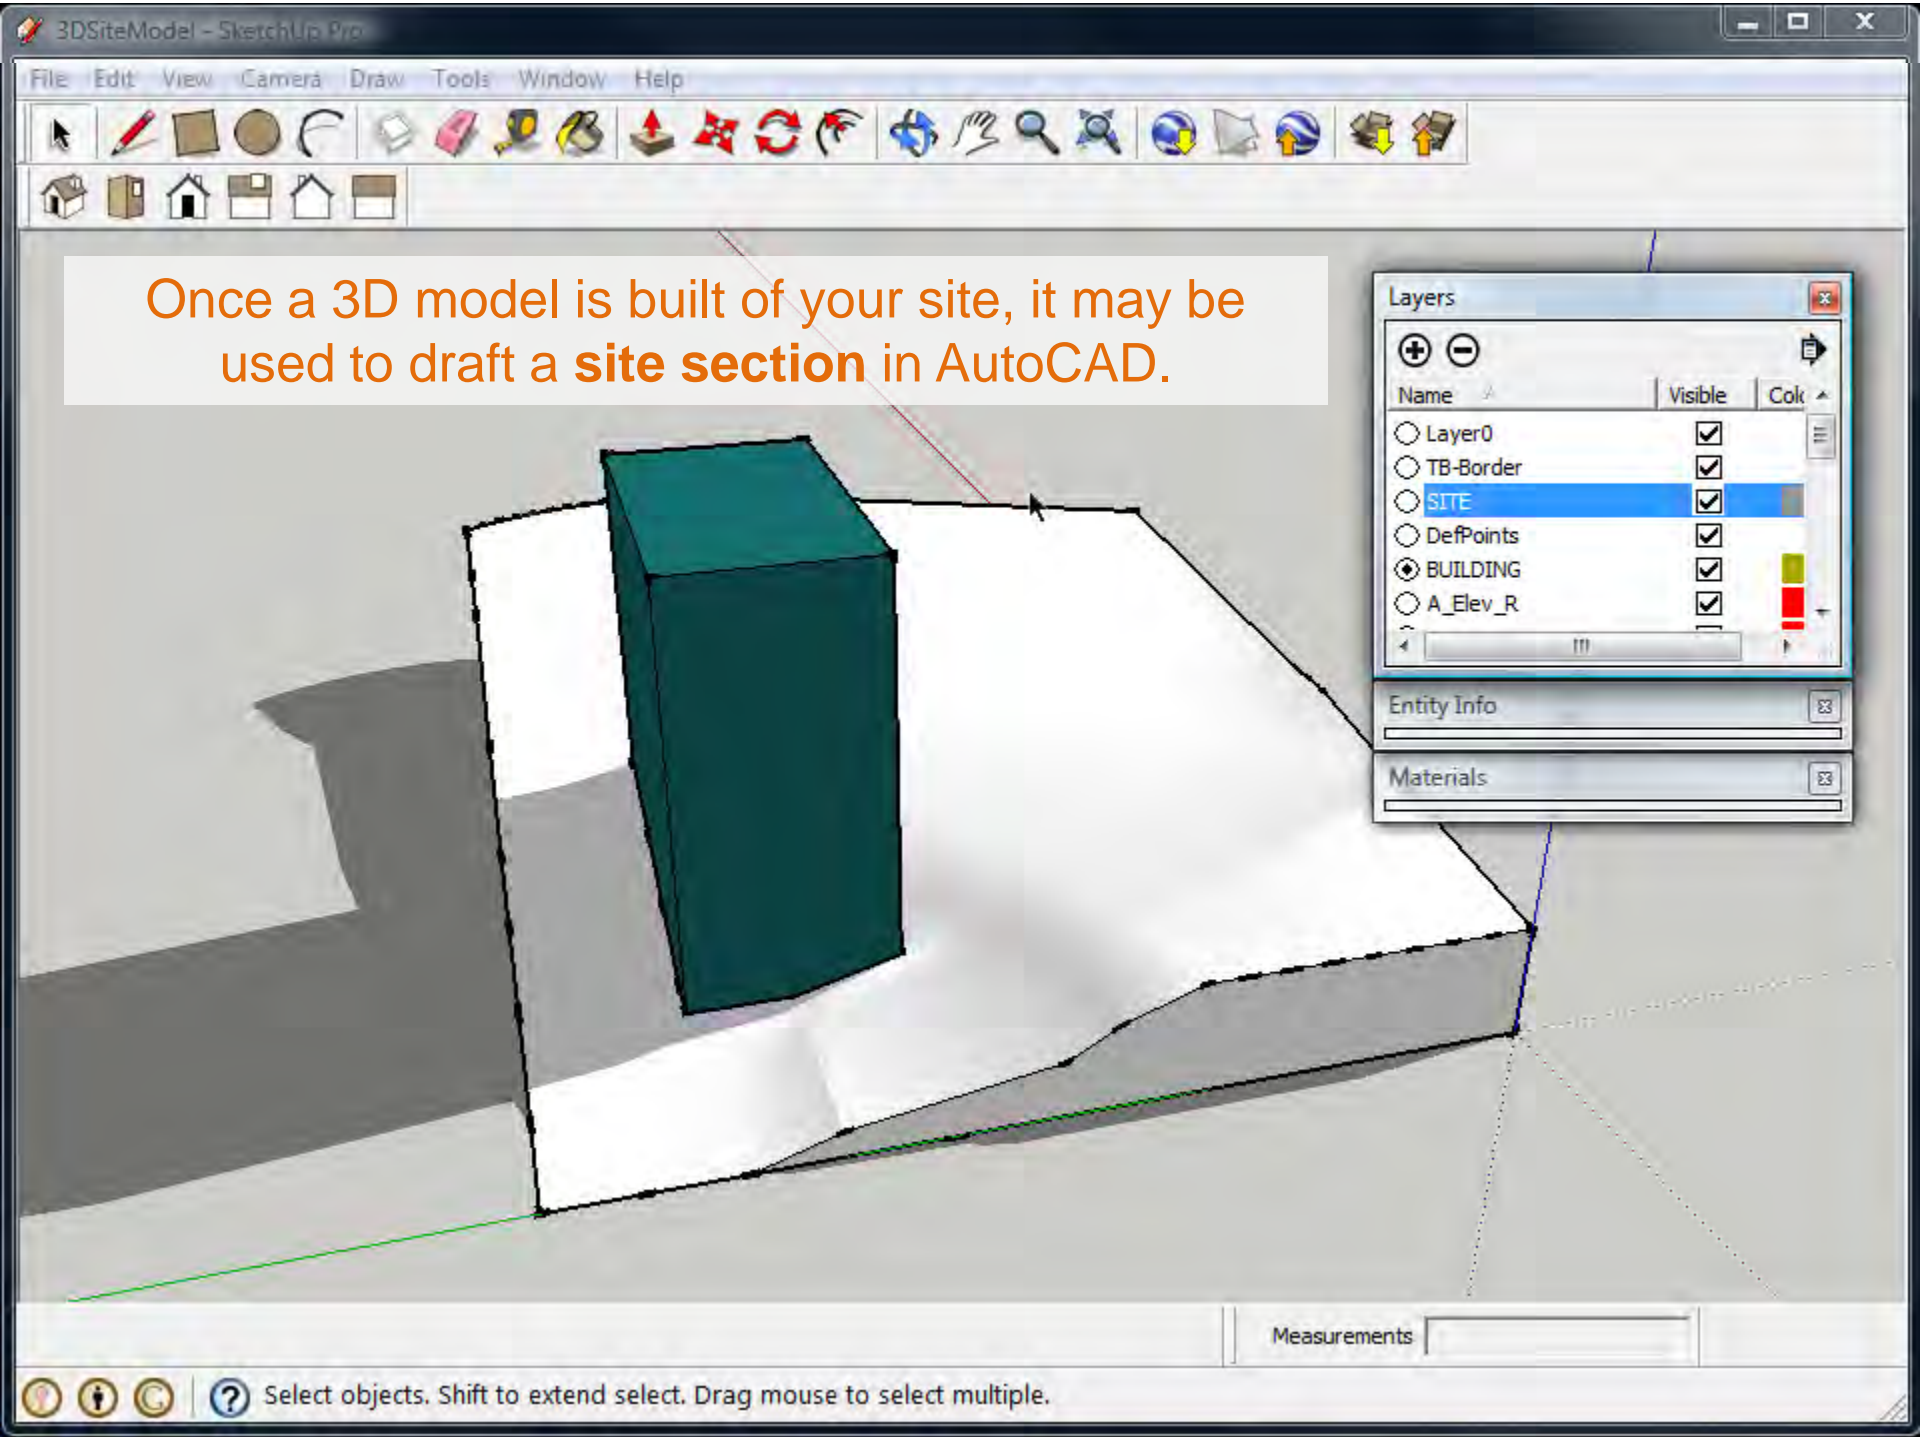 3DSiteModel - SketchUp Pro
File Edit View Camera Draw Tools Window Help
Once a 3D model is built of your site, it may be
used to draft a site section in AutoCAD.
Layers
Name Visible Colo
Layer0
TB-Border
SITE
DefPoints
BUILDING
A_Elev_R
Entity Info
Materials
Measurements
Select objects. Shift to extend select. Drag mouse to select multiple.